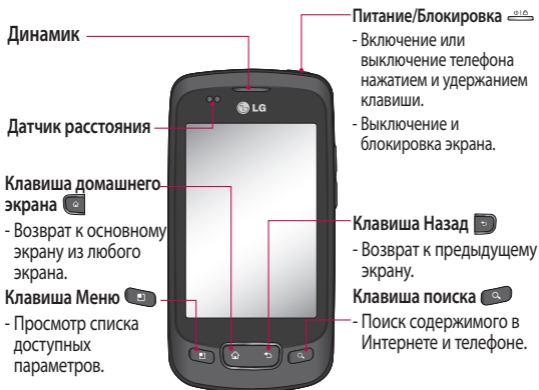 Динамик
Датчик расстояния
Клавиша домашнего
экрана
- Возврат к основному
экрану из любого
экрана.
Клавиша Меню
- Просмотр списка
доступных
параметров.
LG
Питание/Блокировка
- Включение или
выключение телефона
нажатием и удержанием
клавиши.
- Выключение и
блокировка экрана.
Клавиша Назад
- Возврат к предыдущему
экрану.
Клавиша поиска
- Поиск содержимого в
Интернете и телефоне.